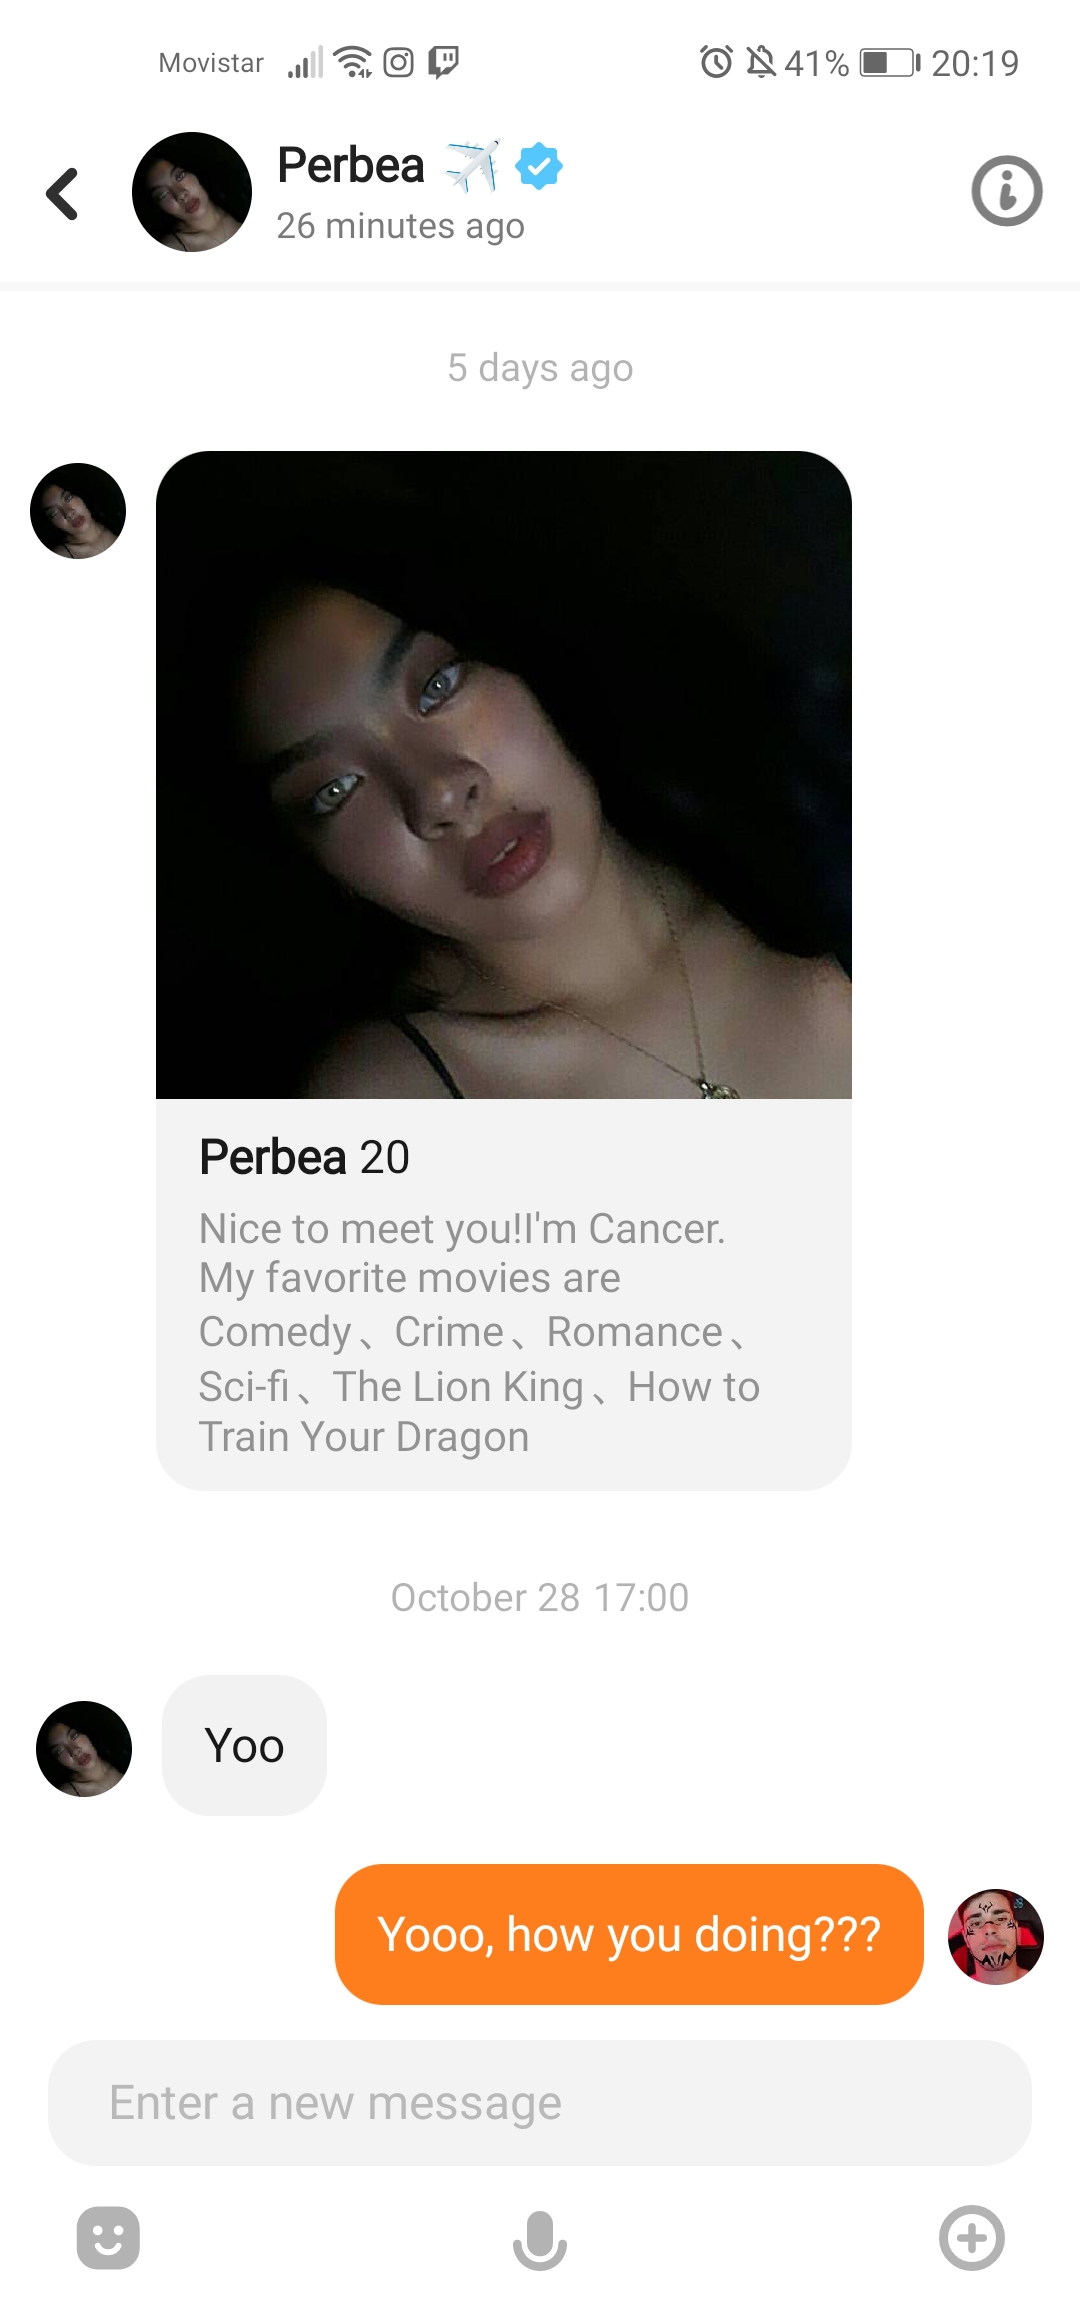 Movistar 41% 20:19
Perbea ✈️
26 minutes ago
5 days ago
Perbea 20
Nice to meet you!I'm Cancer.
My favorite movies are
Comedy、Crime、Romance、
Sci-fi、The Lion King、How to
Train Your Dragon
October 28 17:00
Yoo
Yooo, how you doing???
Enter a new message